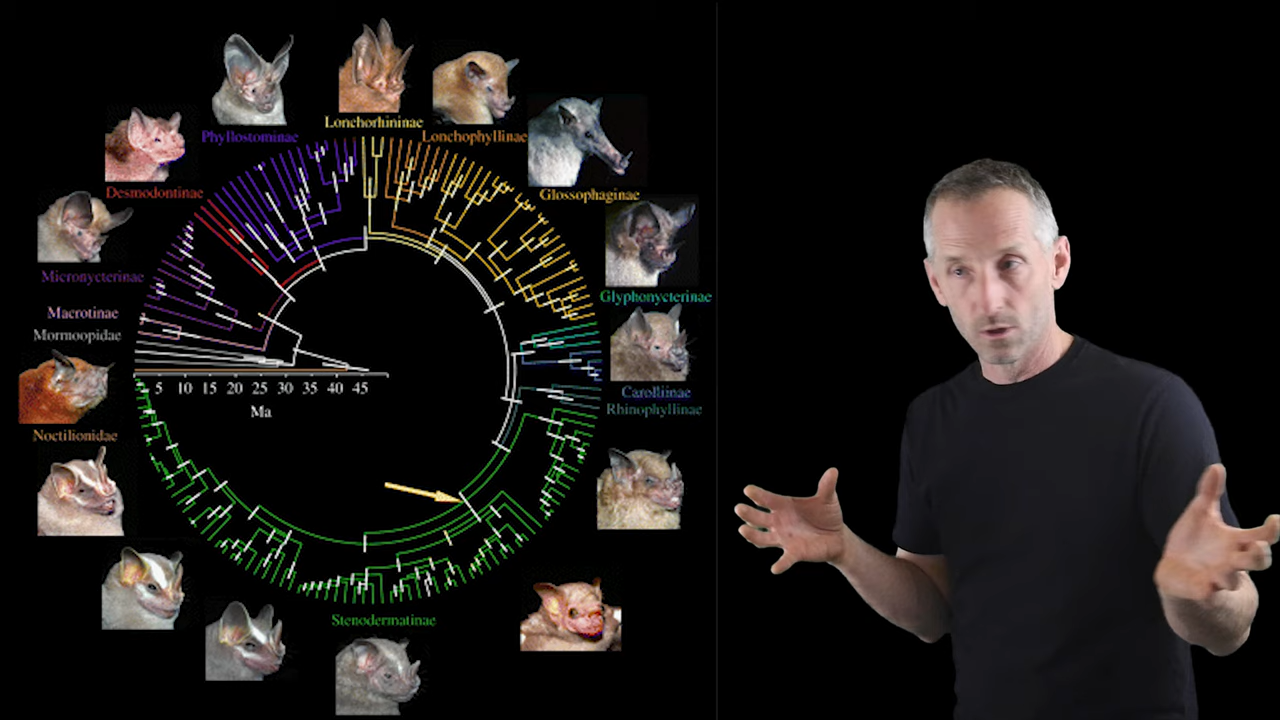 Lonchorhininae
Phyllostominae
Lonchophyllinae
Desmodontinae
Glossophaginae
Micronycterinae
Glyphonycterinae
Macrotinae
Mormoopidae
5 10 15 20 25 30 35 40 45
Ma
Carolliinae
Rhinophyllinae
Noctilionidae
Stenodermatinae